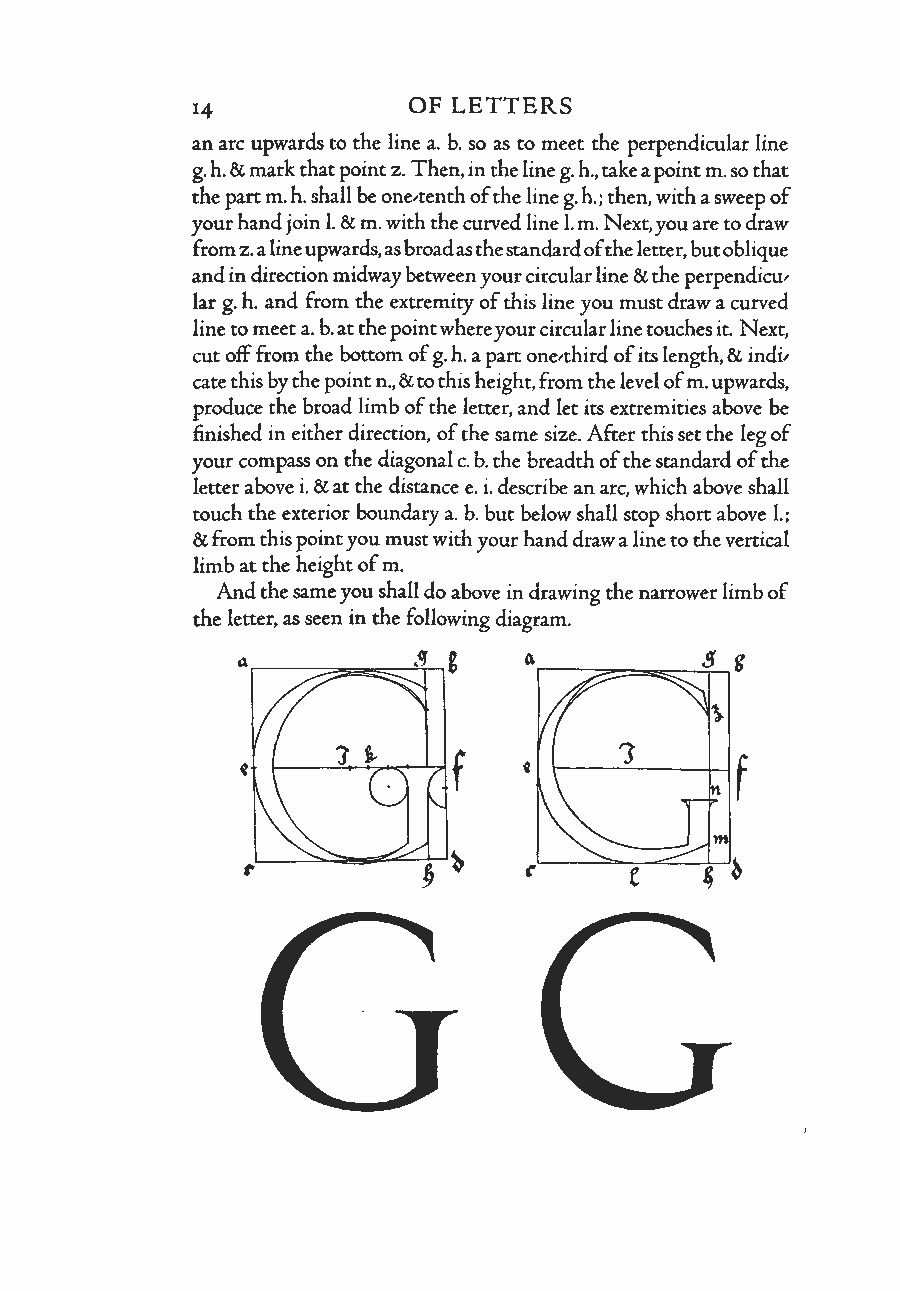 14 OF LETTERS
an arc upwards to the line a. b. so as to meet the perpendicular line
g. h. & mark that point z. Then, in the line g. h., take a point m. so that
the part m. h. shall be one-tenth of the line g. h.; then, with a sweep of
your hand join l. & m. with the curved line l. m. Next, you are to draw
from z. a line upwards, as broad as the standard of the letter, but oblique
and in direction midway between your circular line & the perpendicu-
lar g. h. and from the extremity of this line you must draw a curved
line to meet a. b. at the point where your circular line touches it. Next,
cut off from the bottom of g. h. a part one-third of its length, & indi-
cate this by the point n., & to this height, from the level of m. upwards,
produce the broad limb of the letter, and let its extremities above be
finished in either direction, of the same size. After this set the leg of
your compass on the diagonal c. b. the breadth of the standard of the
letter above i. & at the distance e. i. describe an arc, which above shall
touch the exterior boundary a. b. but below shall stop short above l.;
& from this point you must with your hand draw a line to the vertical
limb at the height of m.
And the same you shall do above in drawing the narrower limb of
the letter, as seen in the following diagram.
a g b a g b
z
e i k f e i f
n
m
c h d c l h d
G G